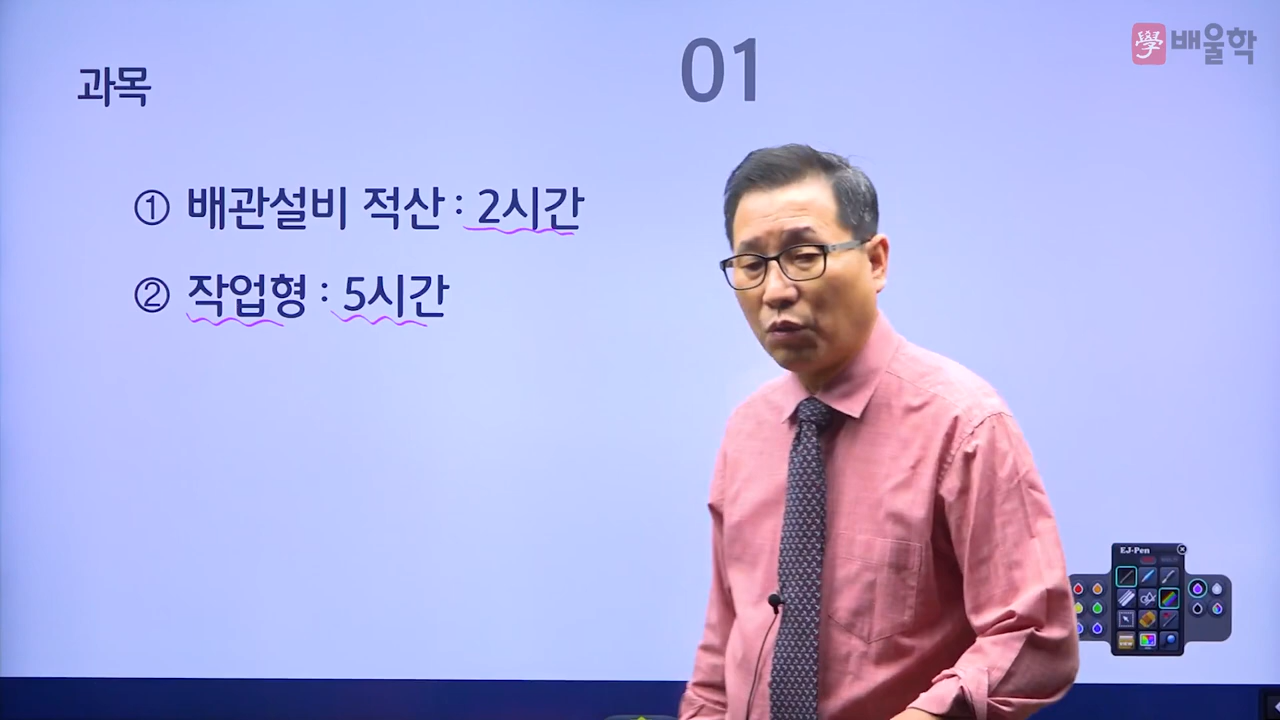 01
學 배울학
과목
① 배관설비 적산 : 2시간
② 작업형 : 5시간
EJ-Pen